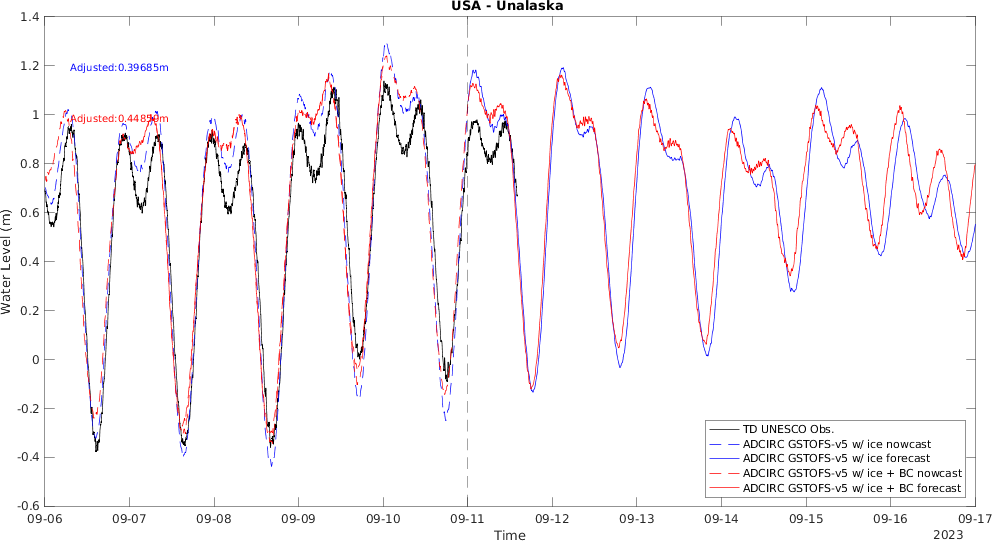 USA - Unalaska
1.4
1.2
1
0.8
0.6
0.4
0.2
0
-0.2
-0.4
-0.6
Water Level (m)
Adjusted:0.39685m
Adjusted:0.44859m
TD UNESCO Obs.
ADCIRC GSTOFS-v5 w/ ice nowcast
ADCIRC GSTOFS-v5 w/ ice forecast
ADCIRC GSTOFS-v5 w/ ice + BC nowcast
ADCIRC GSTOFS-v5 w/ ice + BC forecast
09-06 09-07 09-08 09-09 09-10 09-11 09-12 09-13 09-14 09-15 09-16 09-17
Time
2023